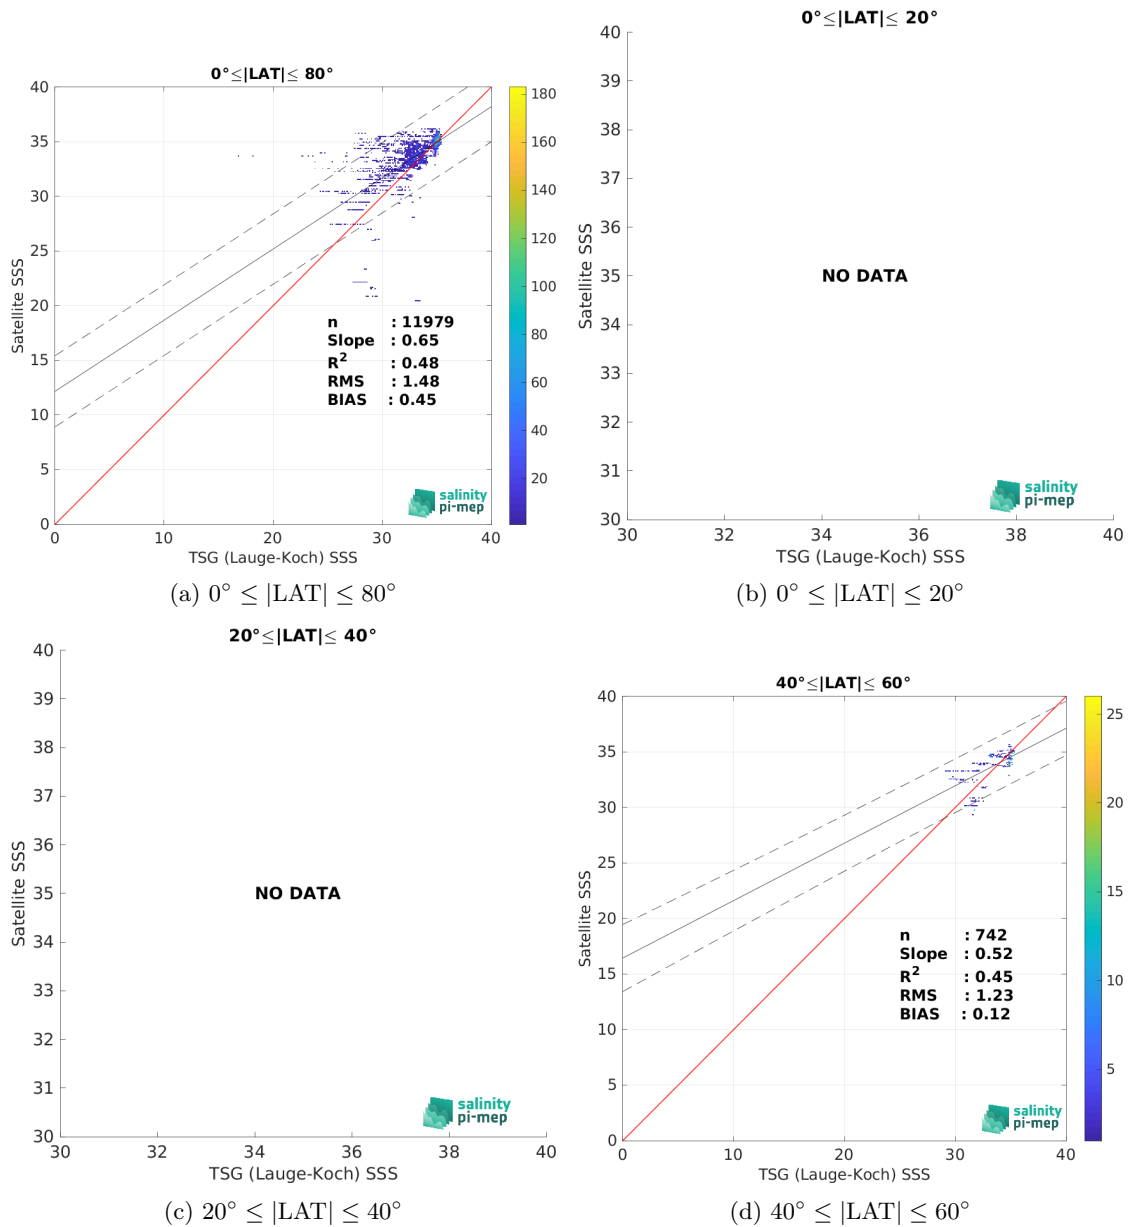 0°≤|LAT|≤ 80°
40
35
30
25
20
15
10
5
0
Satellite SSS
n : 11979
Slope : 0.65
R² : 0.48
RMS : 1.48
BIAS : 0.45
salinity
pi-mep
0 10 20 30 40
TSG (Lauge-Koch) SSS
180
160
140
120
100
80
60
40
20
(a) 0° ≤ |LAT| ≤ 80°
0°≤|LAT|≤ 20°
40
39
38
37
36
35
34
33
32
31
30
Satellite SSS
NO DATA
salinity
pi-mep
30 32 34 36 38 40
TSG (Lauge-Koch) SSS
(b) 0° ≤ |LAT| ≤ 20°
20°≤|LAT|≤ 40°
40
39
38
37
36
35
34
33
32
31
30
Satellite SSS
NO DATA
salinity
pi-mep
30 32 34 36 38 40
TSG (Lauge-Koch) SSS
(c) 20° ≤ |LAT| ≤ 40°
40°≤|LAT|≤ 60°
40
35
30
25
20
15
10
5
0
Satellite SSS
n : 742
Slope : 0.52
R² : 0.45
RMS : 1.23
BIAS : 0.12
salinity
pi-mep
0 10 20 30 40
TSG (Lauge-Koch) SSS
25
20
15
10
5
(d) 40° ≤ |LAT| ≤ 60°